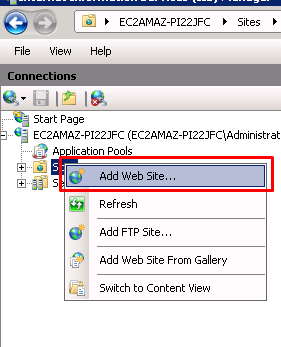 EC2AMAZ-PI22JFC
Sites
File
View
Help
Connections
Start Page
EC2AMAZ-PI22JFC (EC2AMAZ-PI22JFC\Administrat
Application Pools
Add Web Site...
Refresh
Add FTP Site...
Add Web Site From Gallery
Switch to Content View